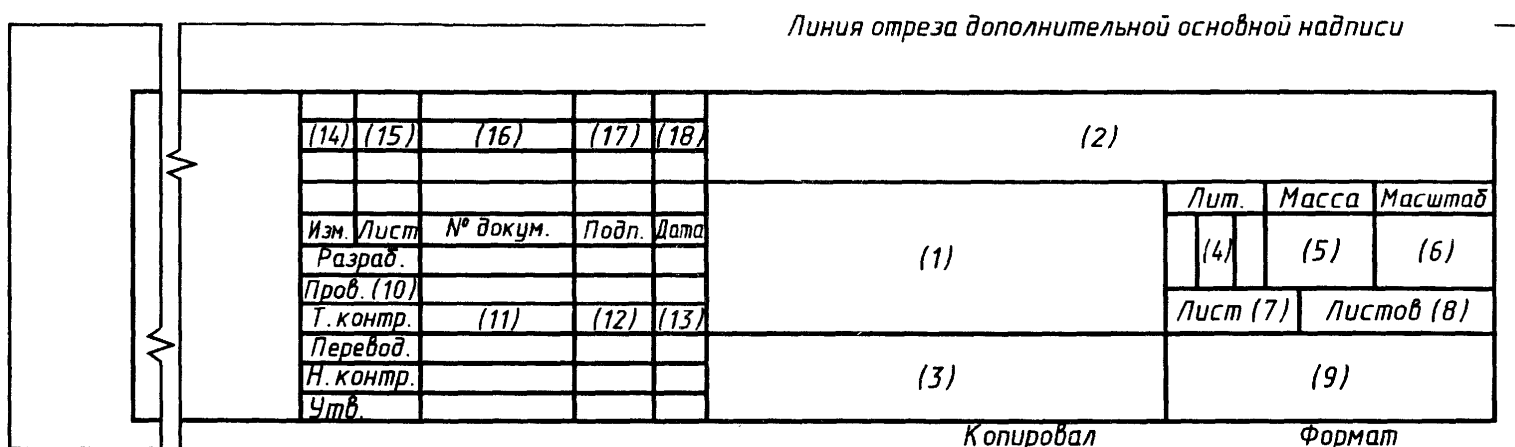 Линия отреза дополнительной основной надписи
(14) (15) (16) (17) (18) (2)
Лит. Масса Масштаб
Изм. Лист № докум. Подп. Дата
(1) (4) (5) (6)
Разраб.
Пров. (10)
Т. контр. (11) (12) (13) Лист (7) Листов (8)
Перевод.
Н. контр. (3) (9)
Утв.
Копировал Формат